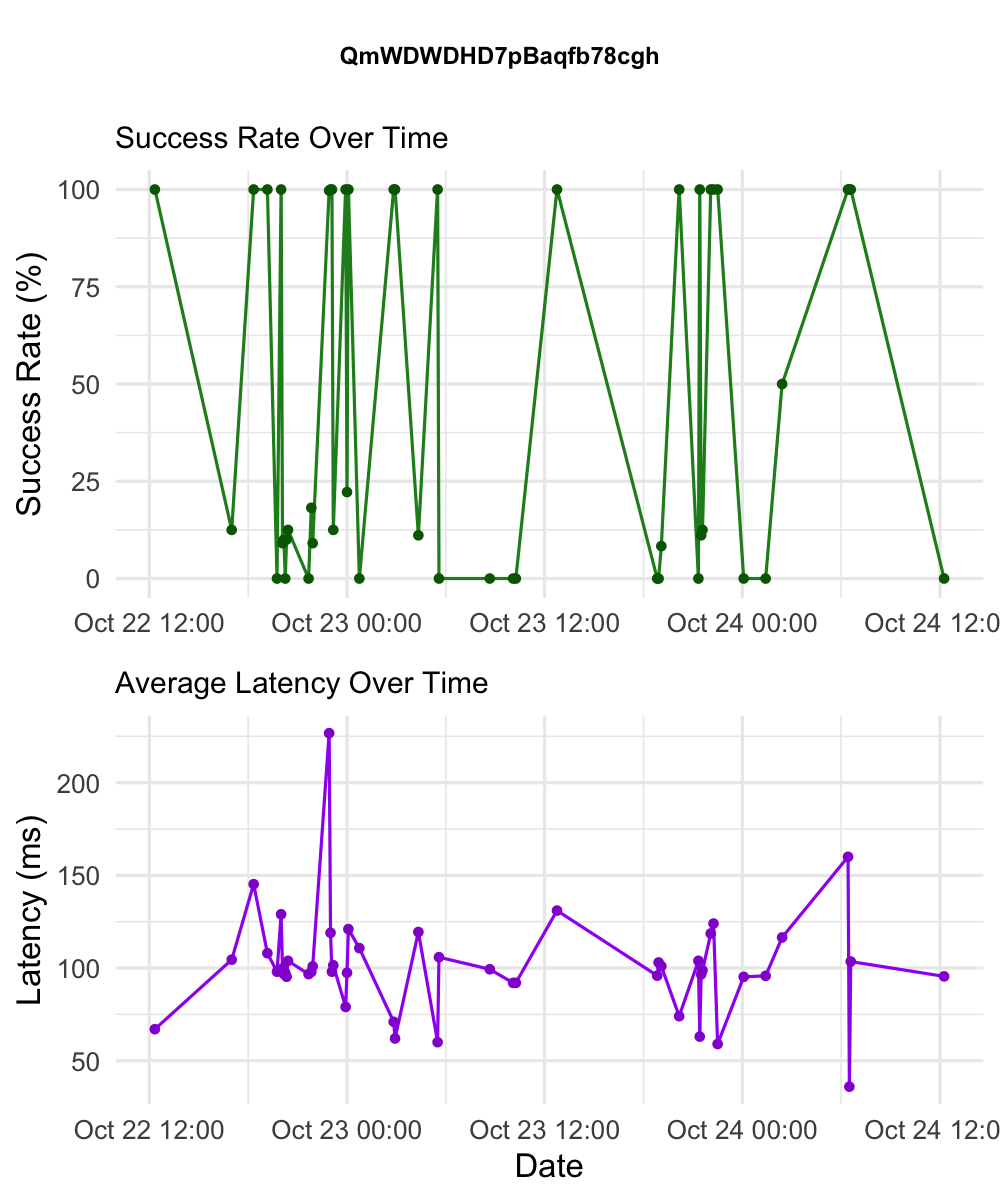 QmWDWDHD7pBaqfb78cgh
Success Rate Over Time
Success Rate (%)
100
75
50
25
0
Oct 22 12:00 Oct 23 00:00 Oct 23 12:00 Oct 24 00:00 Oct 24 12:0
Average Latency Over Time
Latency (ms)
200
150
100
50
Oct 22 12:00 Oct 23 00:00 Oct 23 12:00 Oct 24 00:00 Oct 24 12:0
Date